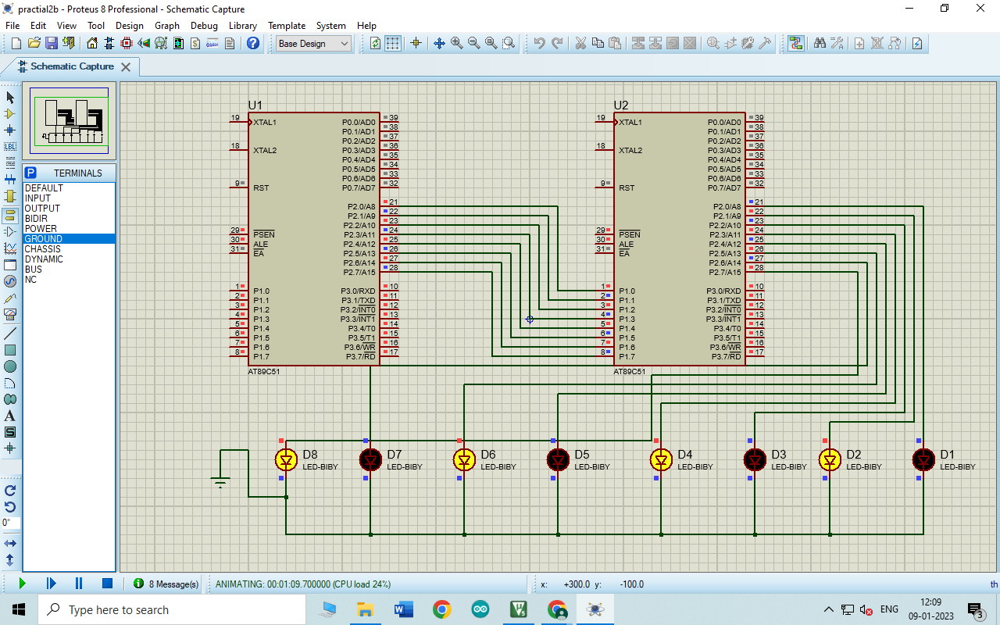 practial2b - Proteus 8 Professional - Schematic Capture
File Edit View Tool Design Graph Debug Library Template System Help
Base Design
Schematic Capture
P TERMINALS
DEFAULT
INPUT
OUTPUT
BIDIR
POWER
GROUND
CHASSIS
DYNAMIC
BUS
NC
LBL
A
S
0°
U1
19 XTAL1 P0.0/AD0 39
P0.1/AD1 38
P0.2/AD2 37
18 XTAL2 P0.3/AD3 36
P0.4/AD4 35
P0.5/AD5 34
P0.6/AD6 33
9 RST P0.7/AD7 32
P2.0/A8 21
P2.1/A9 22
P2.2/A10 23
29 PSEN P2.3/A11 24
30 ALE P2.4/A12 25
31 EA P2.5/A13 26
P2.6/A14 27
P2.7/A15 28
1 P1.0 P3.0/RXD 10
2 P1.1 P3.1/TXD 11
3 P1.2 P3.2/INT0 12
4 P1.3 P3.3/INT1 13
5 P1.4 P3.4/T0 14
6 P1.5 P3.5/T1 15
7 P1.6 P3.6/WR 16
8 P1.7 P3.7/RD 17
AT89C51
U2
19 XTAL1 P0.0/AD0 39
P0.1/AD1 38
P0.2/AD2 37
18 XTAL2 P0.3/AD3 36
P0.4/AD4 35
P0.5/AD5 34
P0.6/AD6 33
9 RST P0.7/AD7 32
P2.0/A8 21
P2.1/A9 22
P2.2/A10 23
29 PSEN P2.3/A11 24
30 ALE P2.4/A12 25
31 EA P2.5/A13 26
P2.6/A14 27
P2.7/A15 28
1 P1.0 P3.0/RXD 10
2 P1.1 P3.1/TXD 11
3 P1.2 P3.2/INT0 12
4 P1.3 P3.3/INT1 13
5 P1.4 P3.4/T0 14
6 P1.5 P3.5/T1 15
7 P1.6 P3.6/WR 16
8 P1.7 P3.7/RD 17
AT89C51
D8 D7 D6 D5 D4 D3 D2 D1
LED-BIBY LED-BIBY LED-BIBY LED-BIBY LED-BIBY LED-BIBY LED-BIBY LED-BIBY
8 Message(s) ANIMATING: 00:01:09.700000 (CPU load 24%) x: +300.0 y: -100.0 th
Type here to search
ENG
12:09
09-01-2023
3